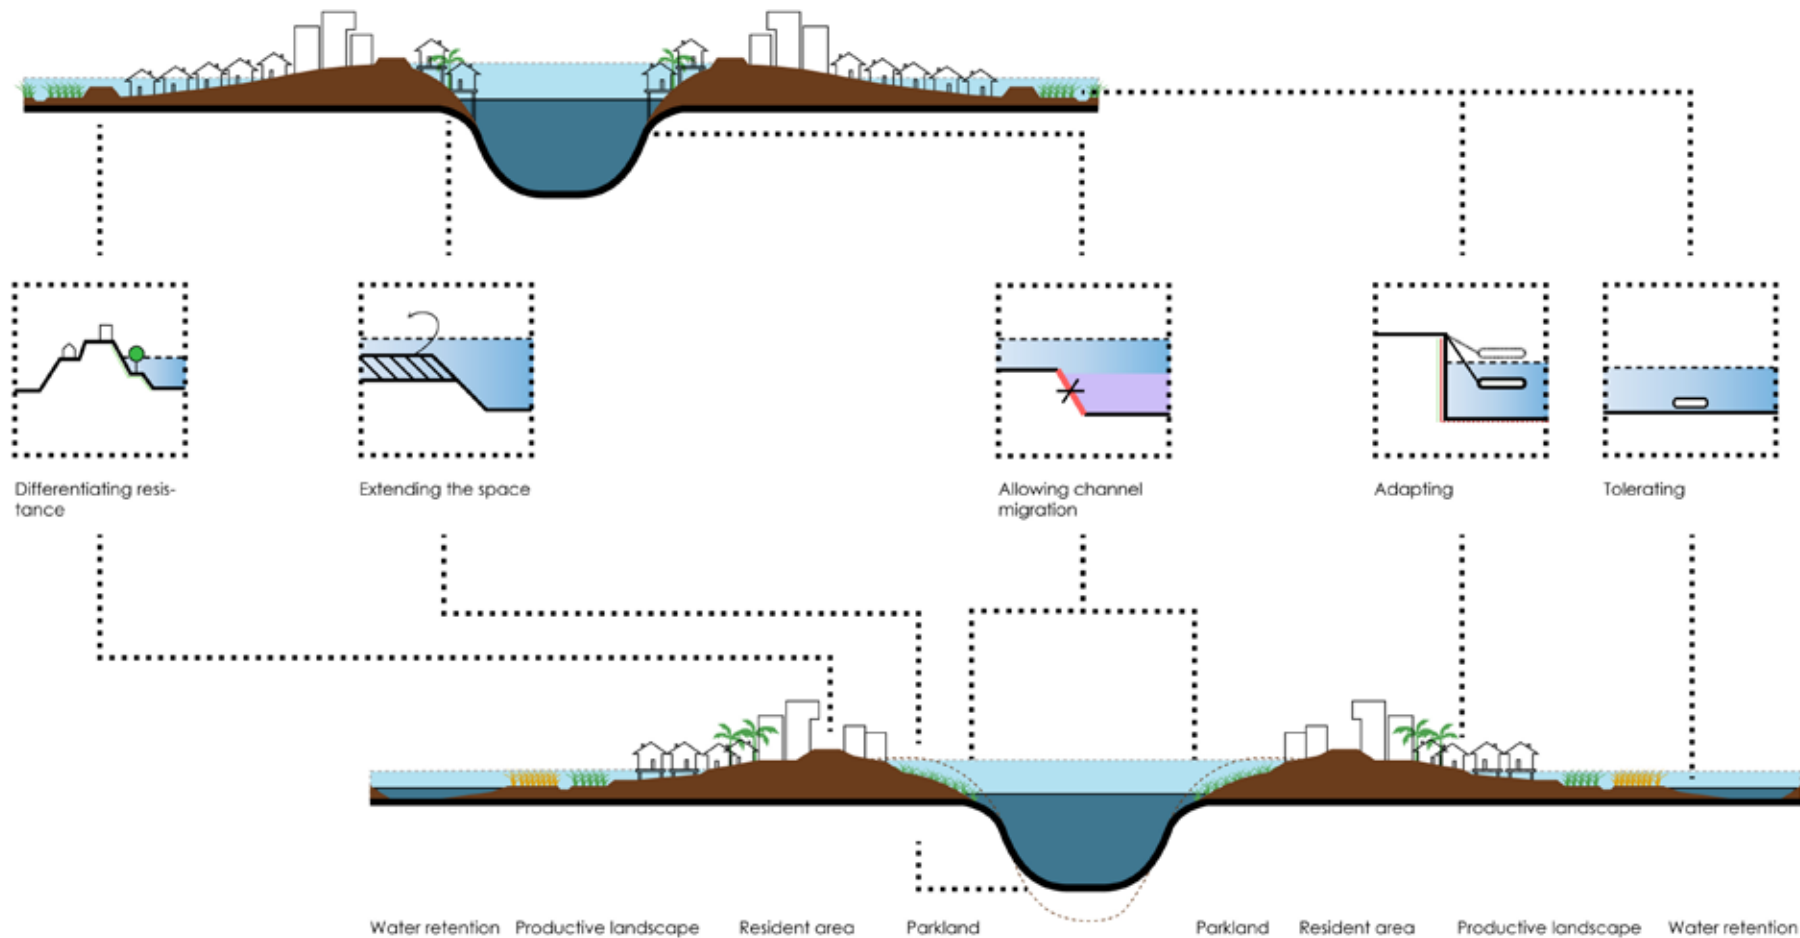 Differentiating resis-
tance
Extending the space
Allowing channel
migration
Adapting
Tolerating
Water retention
Productive landscape
Resident area
Parkland
Parkland
Resident area
Productive landscape
Water retention